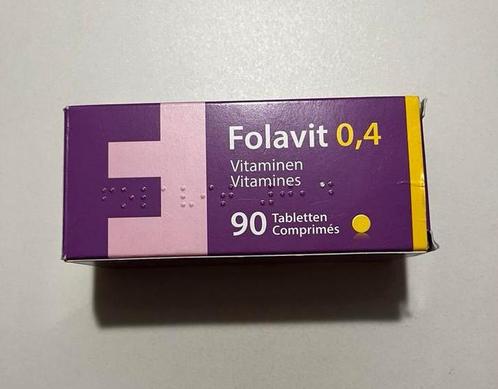 Folavit 0,4
Vitaminen
Vitamines
90 Tabletten
Comprimés